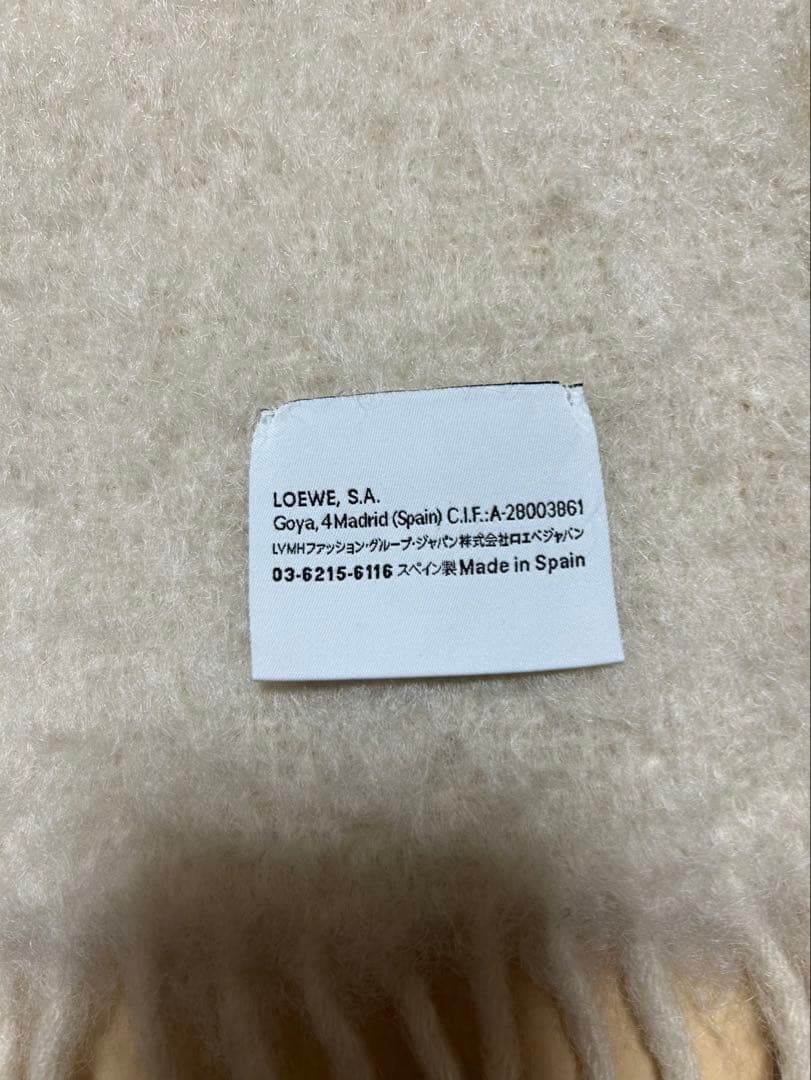 LOEWE, S.A.
Goya, 4 Madrid (Spain) C.I.F.:A-28003861
LVMHファッション・グループ・ジャパン株式会社ロエベジャパン
03-6215-6116 スペイン製 Made in Spain